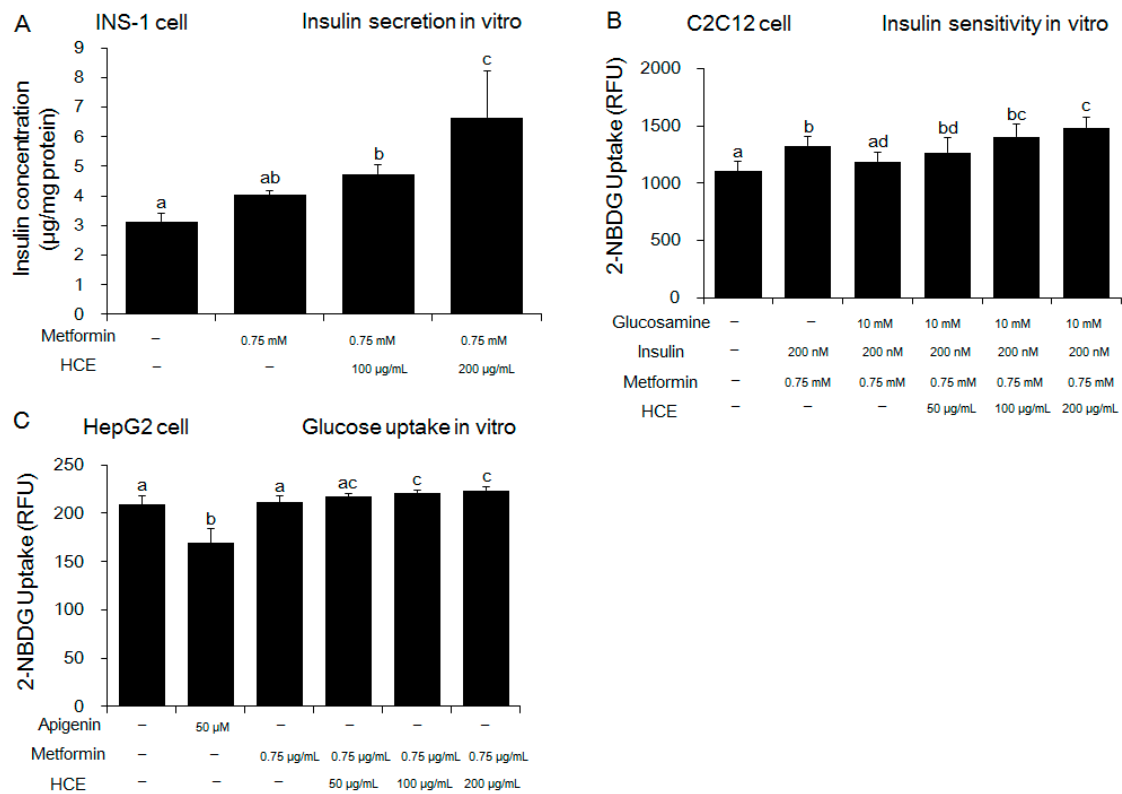 A INS-1 cell Insulin secretion in vitro
Insulin concentration
(µg/mg protein)
9
8
7
6
5
4
3
2
1
0
a ab b c
Metformin – 0.75 mM 0.75 mM 0.75 mM
HCE – – 100 µg/mL 200 µg/mL
B C2C12 cell Insulin sensitivity in vitro
2-NBDG Uptake (RFU)
2000
1500
1000
500
0
a b ad bd bc c
Glucosamine – – 10 mM 10 mM 10 mM 10 mM
Insulin – 200 nM 200 nM 200 nM 200 nM 200 nM
Metformin – 0.75 mM 0.75 mM 0.75 mM 0.75 mM 0.75 mM
HCE – – – 50 µg/mL 100 µg/mL 200 µg/mL
C HepG2 cell Glucose uptake in vitro
2-NBDG Uptake (RFU)
250
200
150
100
50
0
a b a ac c c
Apigenin – 50 µM – – – –
Metformin – – 0.75 µg/mL 0.75 µg/mL 0.75 µg/mL 0.75 µg/mL
HCE – – – 50 µg/mL 100 µg/mL 200 µg/mL